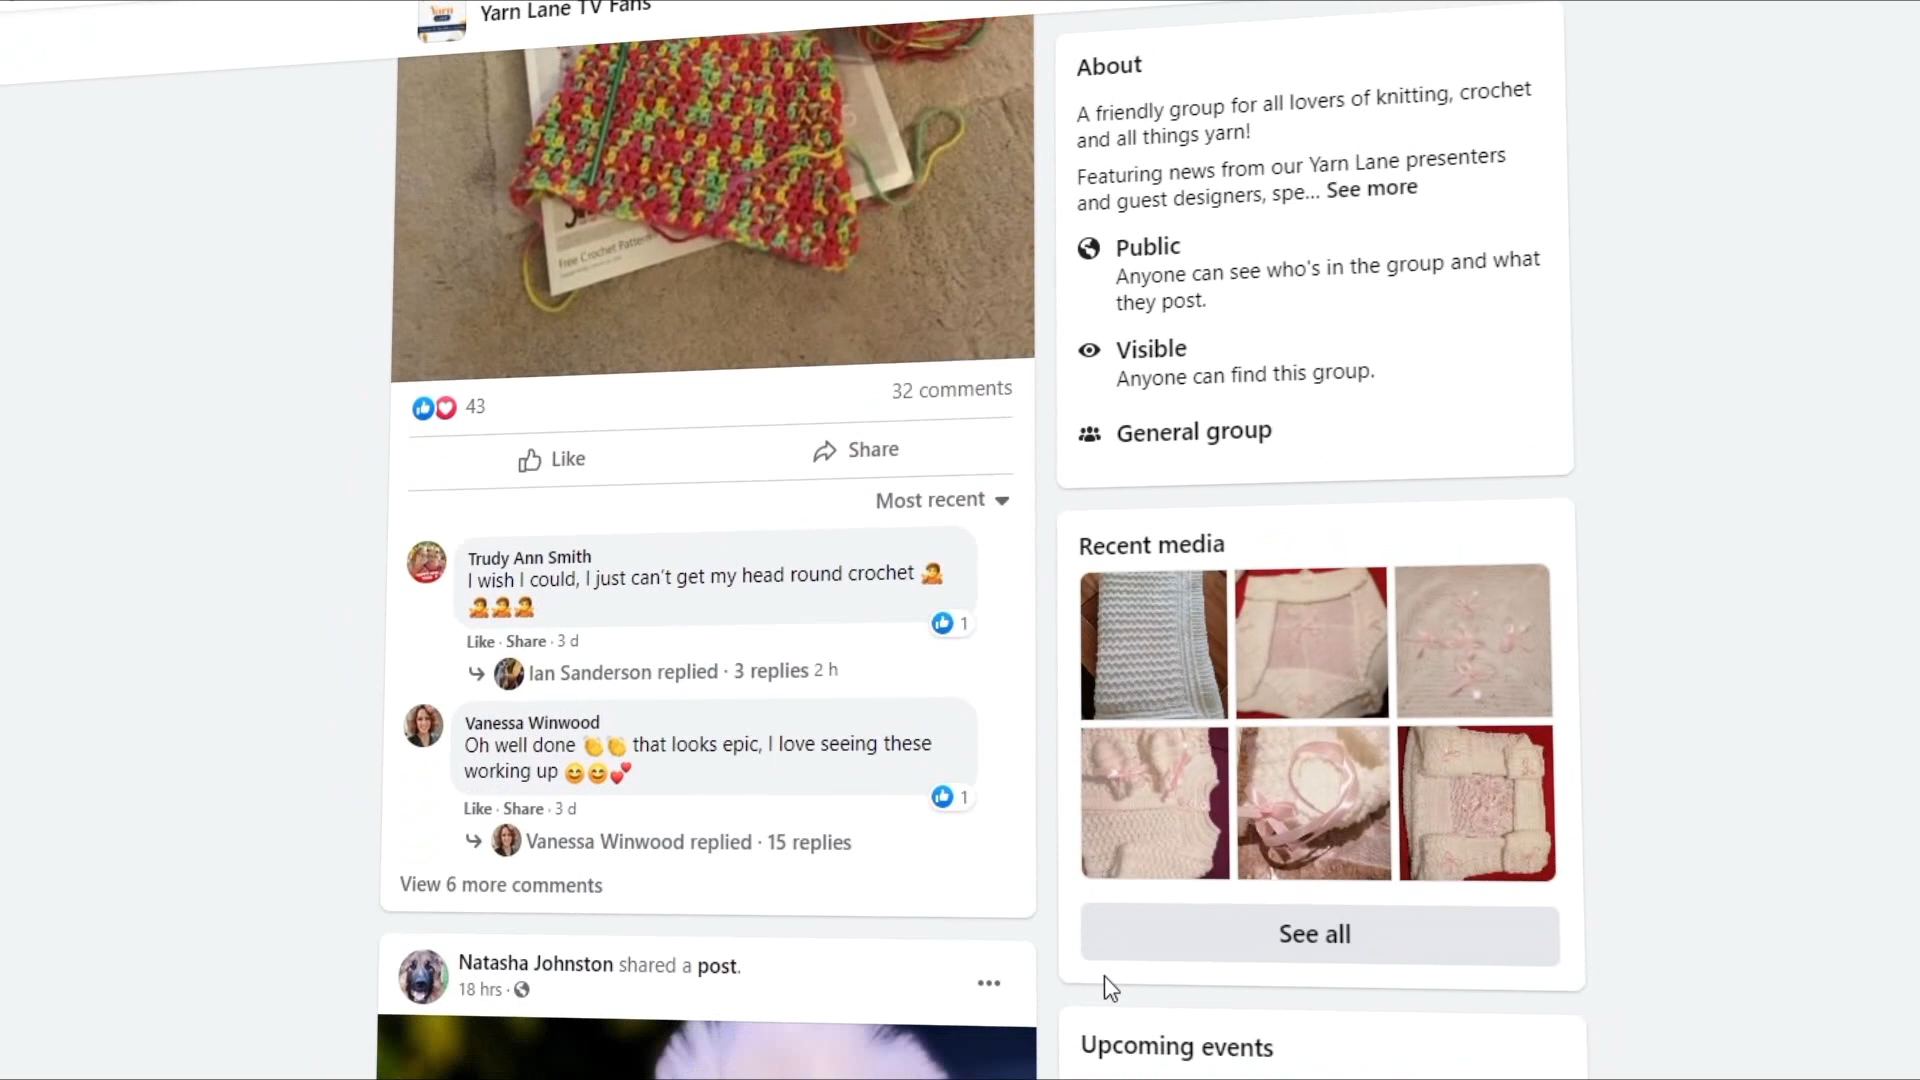 Yarn
Yarn Lane TV Fans
Free Crochet Pattern
43
32 comments
Like
Share
Most recent
Trudy Ann Smith
I wish I could, I just can't get my head round crochet
Like · Share · 3 d
1
Ian Sanderson replied · 3 replies 2 h
Vanessa Winwood
Oh well done that looks epic, I love seeing these
working up
Like · Share · 3 d
1
Vanessa Winwood replied · 15 replies
View 6 more comments
Natasha Johnston shared a post.
18 hrs ·
About
A friendly group for all lovers of knitting, crochet
and all things yarn!
Featuring news from our Yarn Lane presenters
and guest designers, spe... See more
Public
Anyone can see who's in the group and what
they post.
Visible
Anyone can find this group.
General group
Recent media
See all
Upcoming events